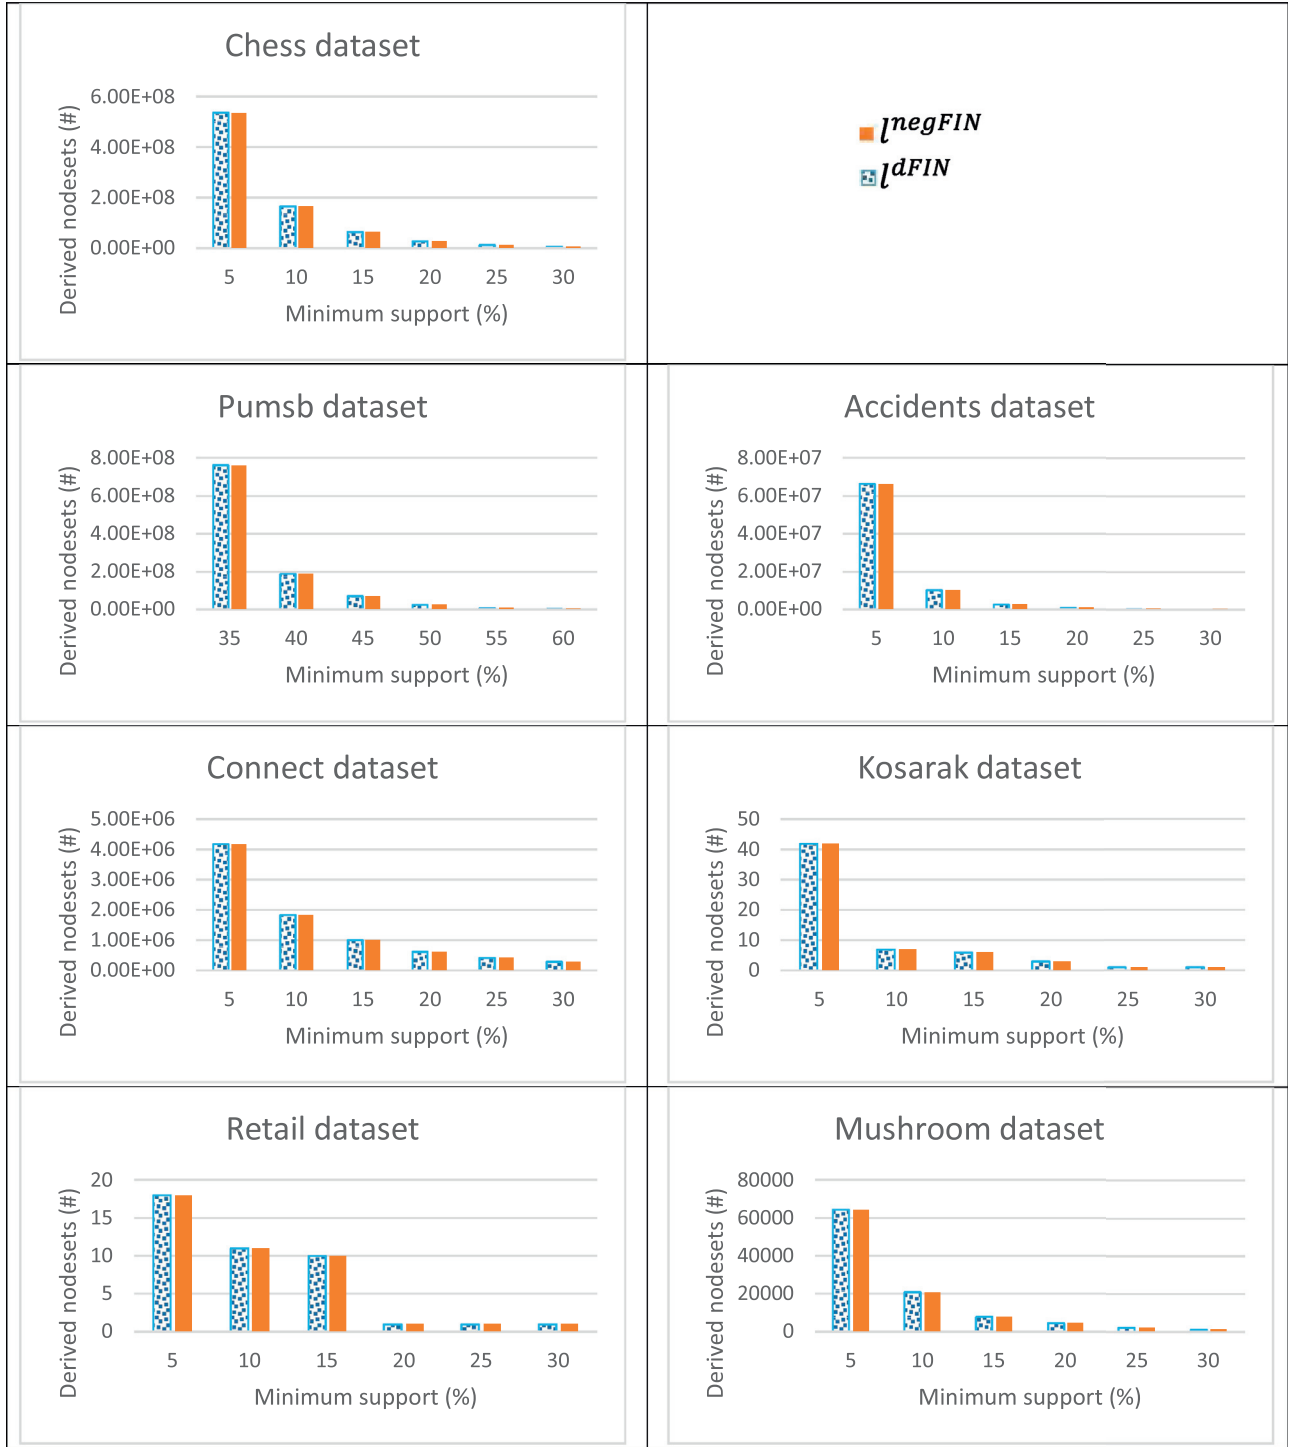 Chess dataset
Derived nodesets (#)
6.00E+08
4.00E+08
2.00E+08
0.00E+00
5 10 15 20 25 30
Minimum support (%)
l^negFIN
l^dFIN
Pumsb dataset
Derived nodesets (#)
8.00E+08
6.00E+08
4.00E+08
2.00E+08
0.00E+00
35 40 45 50 55 60
Minimum support (%)
Accidents dataset
Derived nodesets (#)
8.00E+07
6.00E+07
4.00E+07
2.00E+07
0.00E+00
5 10 15 20 25 30
Minimum support (%)
Connect dataset
Derived nodesets (#)
5.00E+06
4.00E+06
3.00E+06
2.00E+06
1.00E+06
0.00E+00
5 10 15 20 25 30
Minimum support (%)
Kosarak dataset
Derived nodesets (#)
50
40
30
20
10
0
5 10 15 20 25 30
Minimum support (%)
Retail dataset
Derived nodesets (#)
20
15
10
5
0
5 10 15 20 25 30
Minimum support (%)
Mushroom dataset
Derived nodesets (#)
80000
60000
40000
20000
0
5 10 15 20 25 30
Minimum support (%)